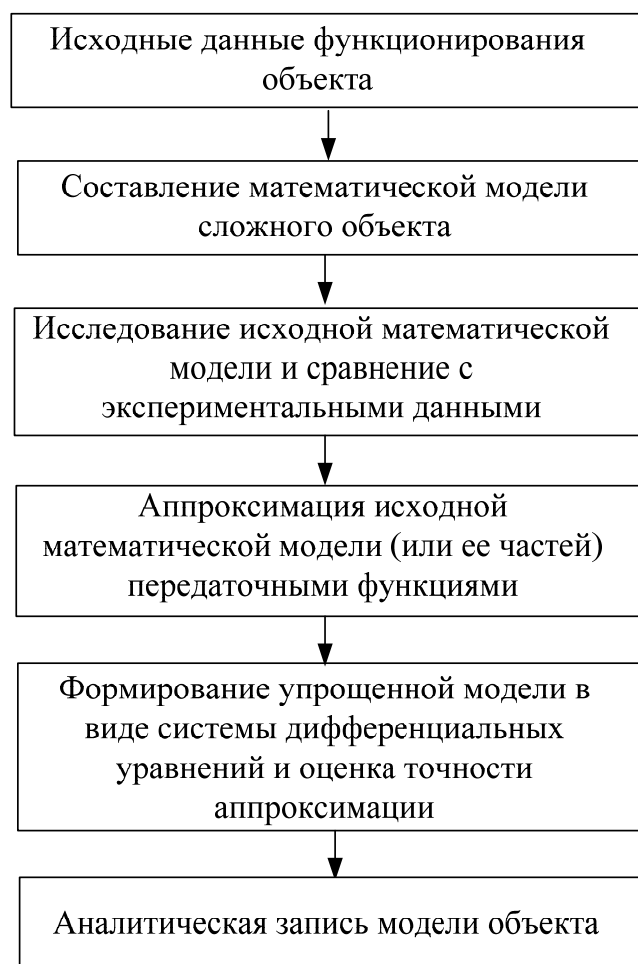 Исходные данные функционирования
объекта
Составление математической модели
сложного объекта
Исследование исходной математической
модели и сравнение с
экспериментальными данными
Аппроксимация исходной
математической модели (или ее частей)
передаточными функциями
Формирование упрощенной модели в
виде системы дифференциальных
уравнений и оценка точности
аппроксимации
Аналитическая запись модели объекта